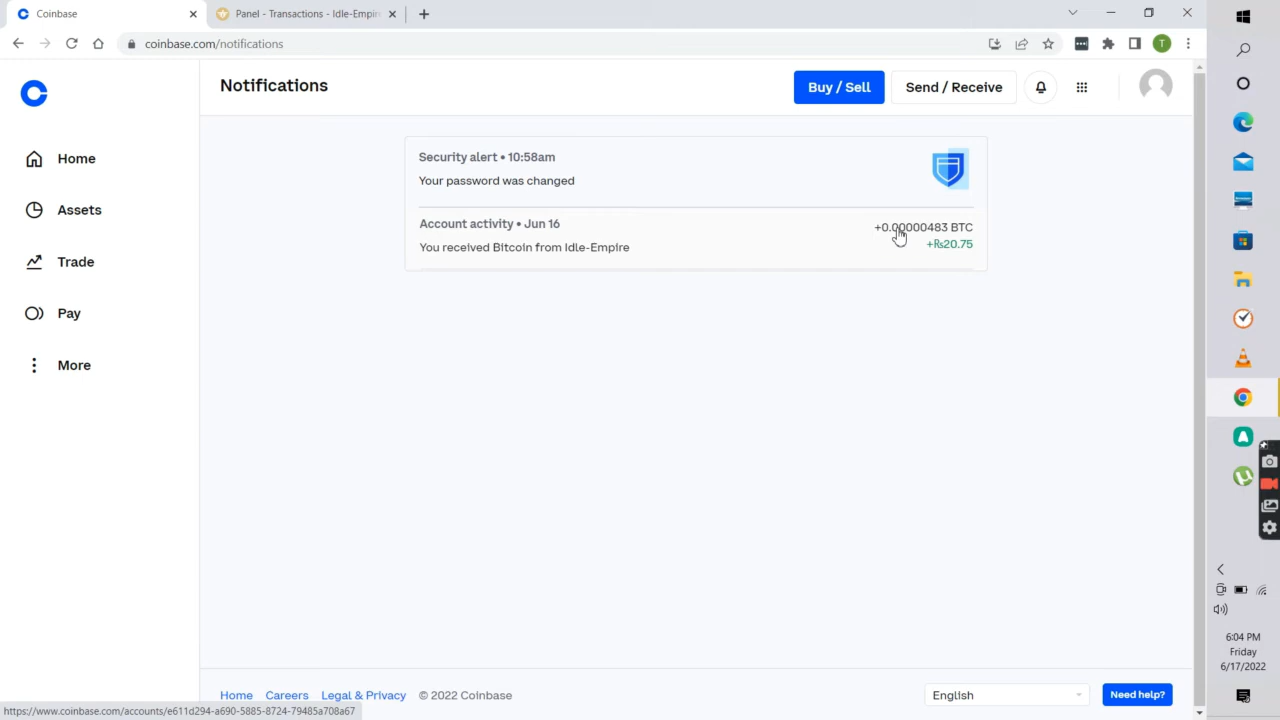 Coinbase
Panel - Transactions - Idle-Empir
coinbase.com/notifications
T
Notifications
Buy / Sell
Send / Receive
Home
Assets
Trade
Pay
More
Security alert • 10:58am
Your password was changed
Account activity • Jun 16
You received Bitcoin from Idle-Empire
+0.00000483 BTC
+₨20.75
Home
Careers
Legal & Privacy
© 2022 Coinbase
English
Need help?
https://www.coinbase.com/accounts/e611d294-a690-5885-8724-79485a708a67
6:04 PM
Friday
6/17/2022